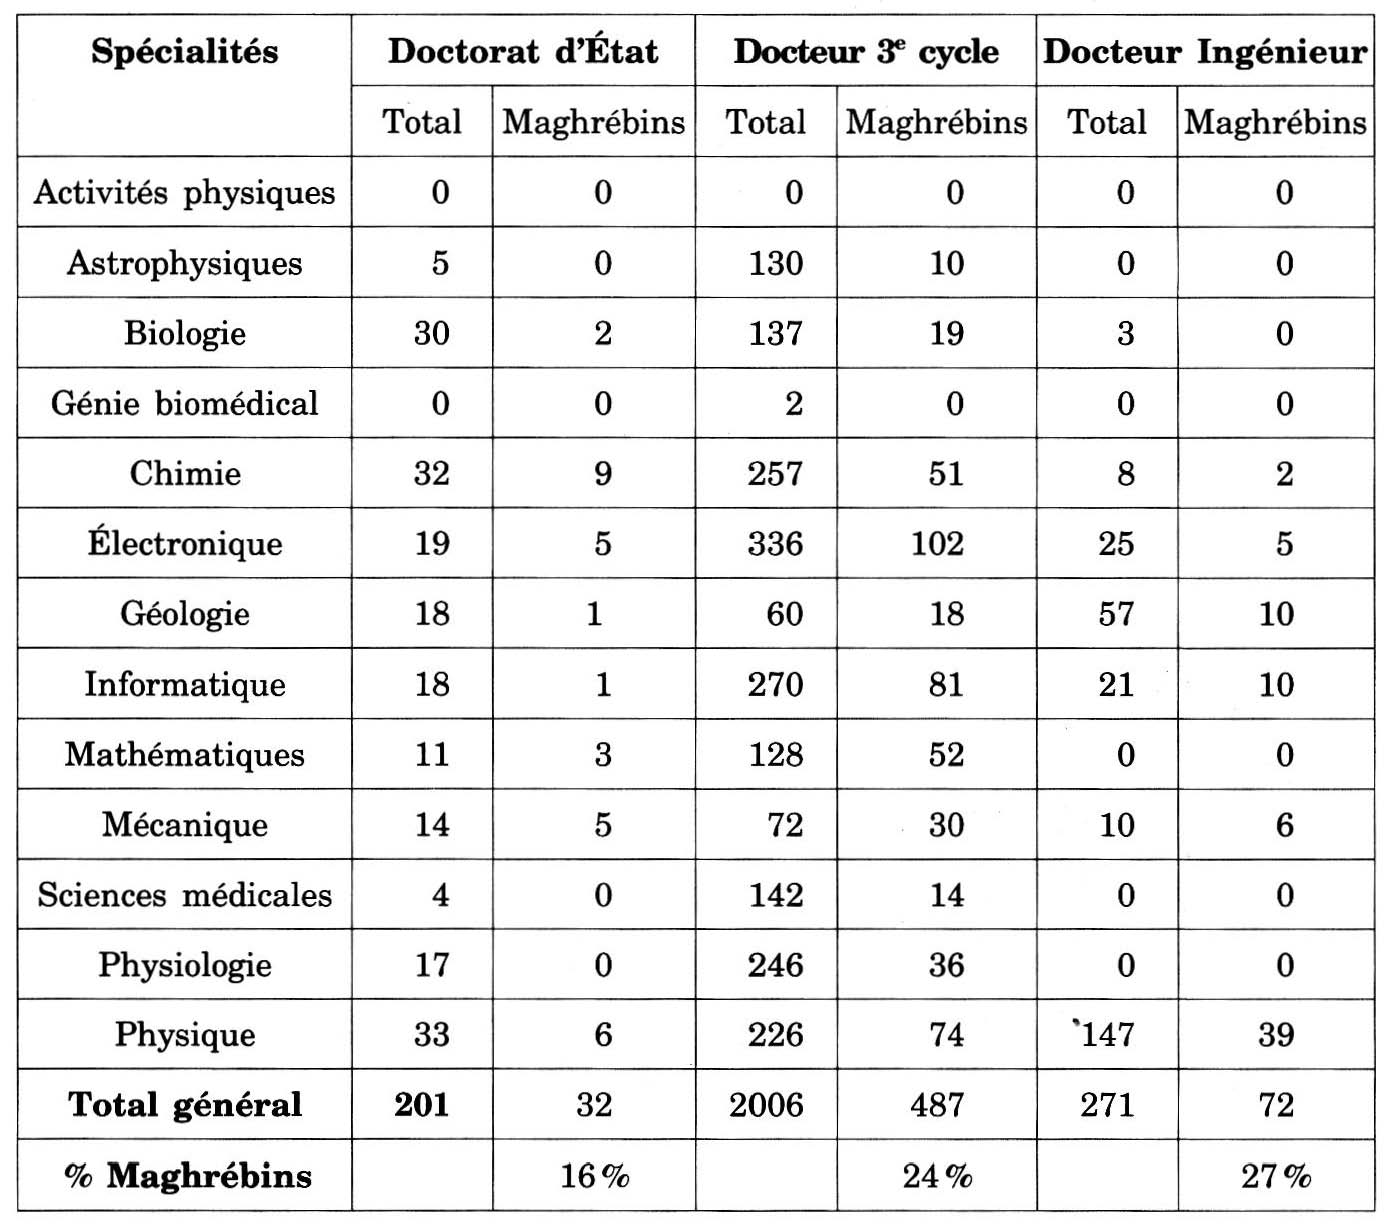 Spécialités Doctorat d'État Docteur 3e cycle Docteur Ingénieur
Total Maghrébins Total Maghrébins Total Maghrébins
Activités physiques 0 0 0 0 0 0
Astrophysiques 5 0 130 10 0 0
Biologie 30 2 137 19 3 0
Génie biomédical 0 0 2 0 0 0
Chimie 32 9 257 51 8 2
Électronique 19 5 336 102 25 5
Géologie 18 1 60 18 57 10
Informatique 18 1 270 81 21 10
Mathématiques 11 3 128 52 0 0
Mécanique 14 5 72 30 10 6
Sciences médicales 4 0 142 14 0 0
Physiologie 17 0 246 36 0 0
Physique 33 6 226 74 147 39
Total général 201 32 2006 487 271 72
% Maghrébins 16 % 24 % 27 %